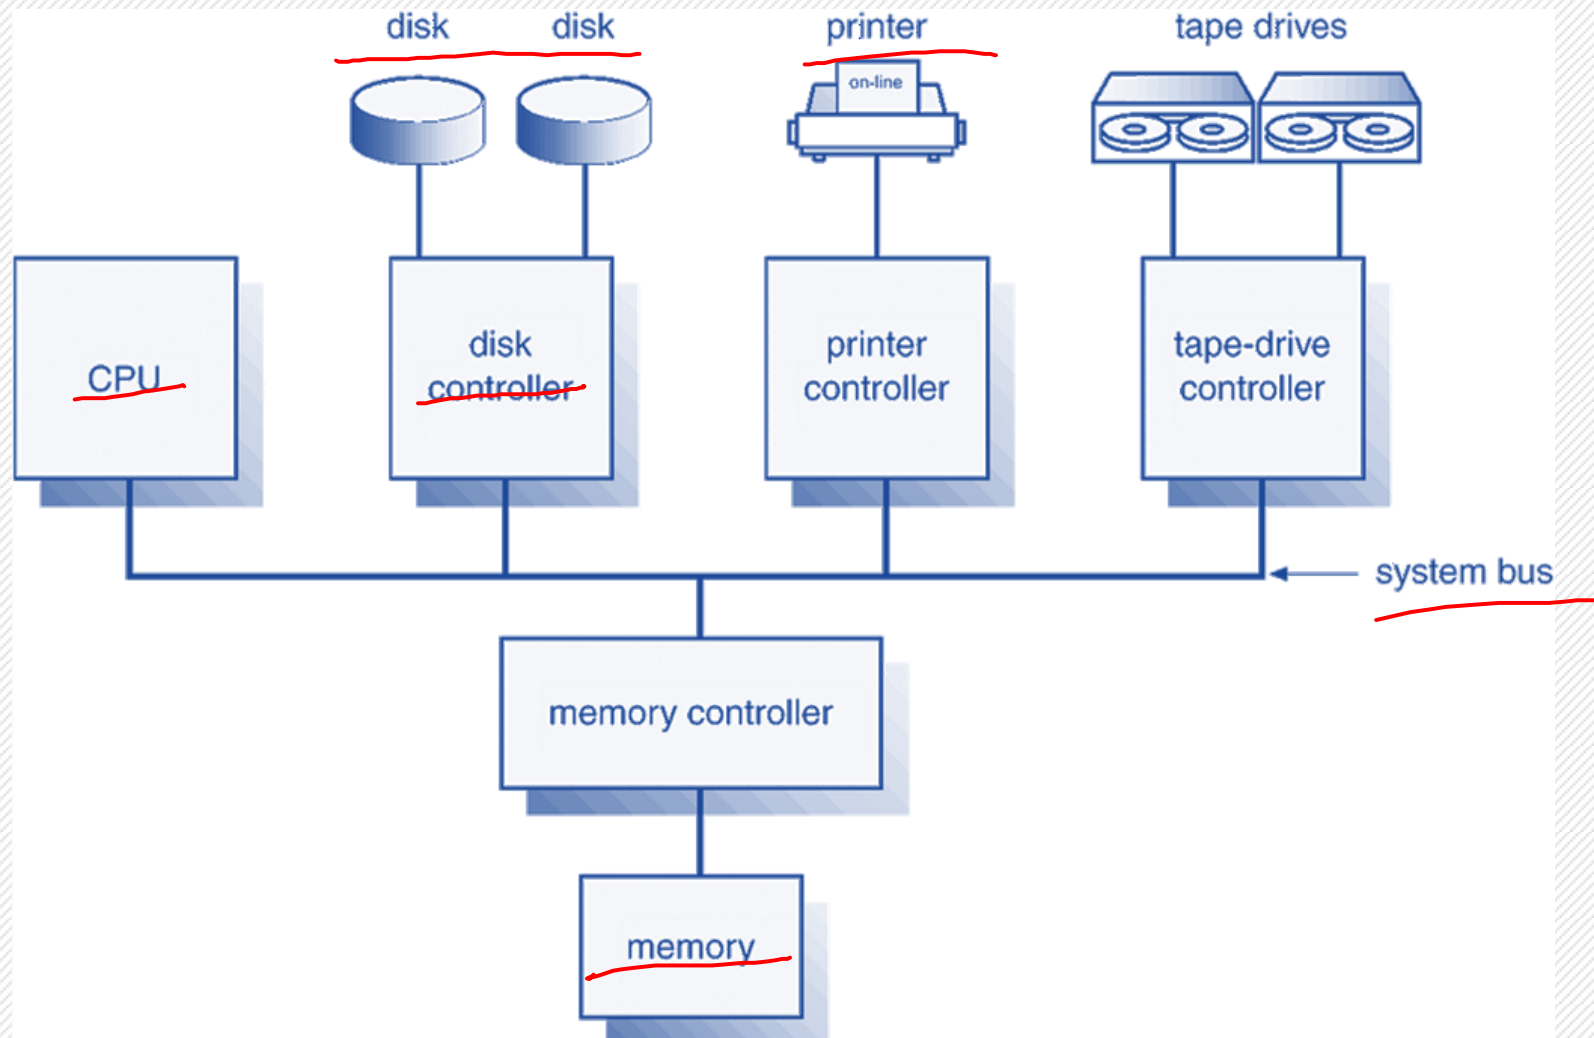 disk disk printer tape drives
on-line
CPU
disk
controller
printer
controller
tape-drive
controller
system bus
memory controller
memory